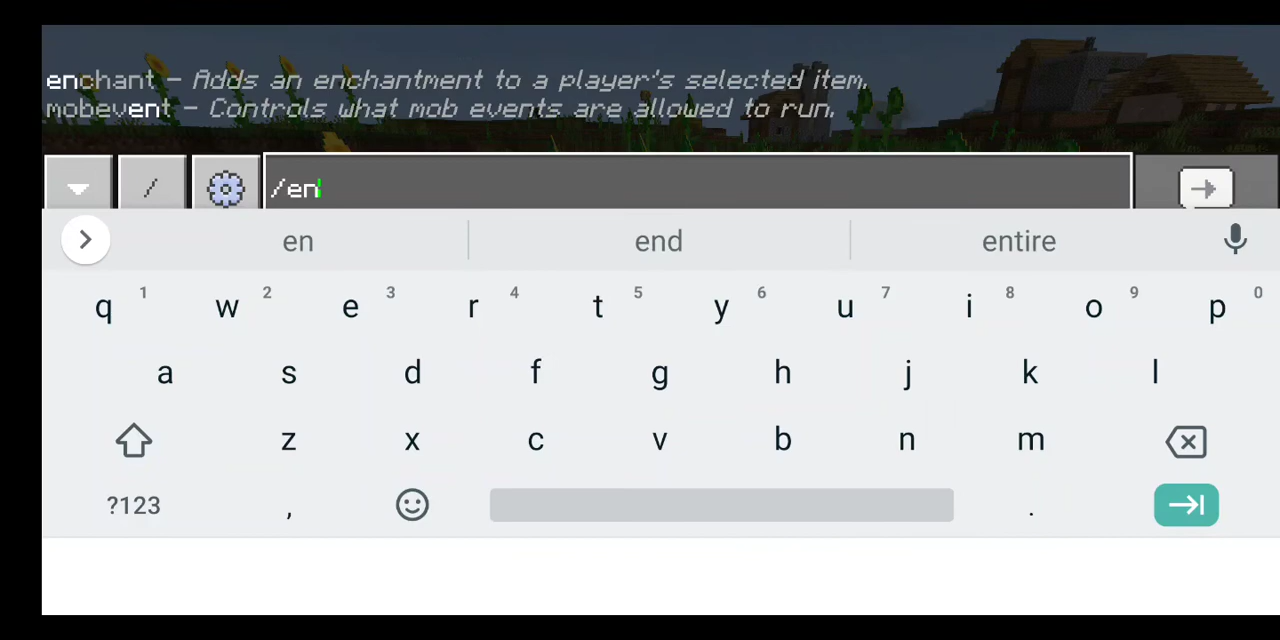 enchant – Adds an enchantment to a player's selected item.
mobevent – Controls what mob events are allowed to run.
/ /en
en end entire
q 1 w 2 e 3 r 4 t 5 y 6 u 7 i 8 o 9 p 0
a s d f g h j k l
z x c v b n m
?123 , .